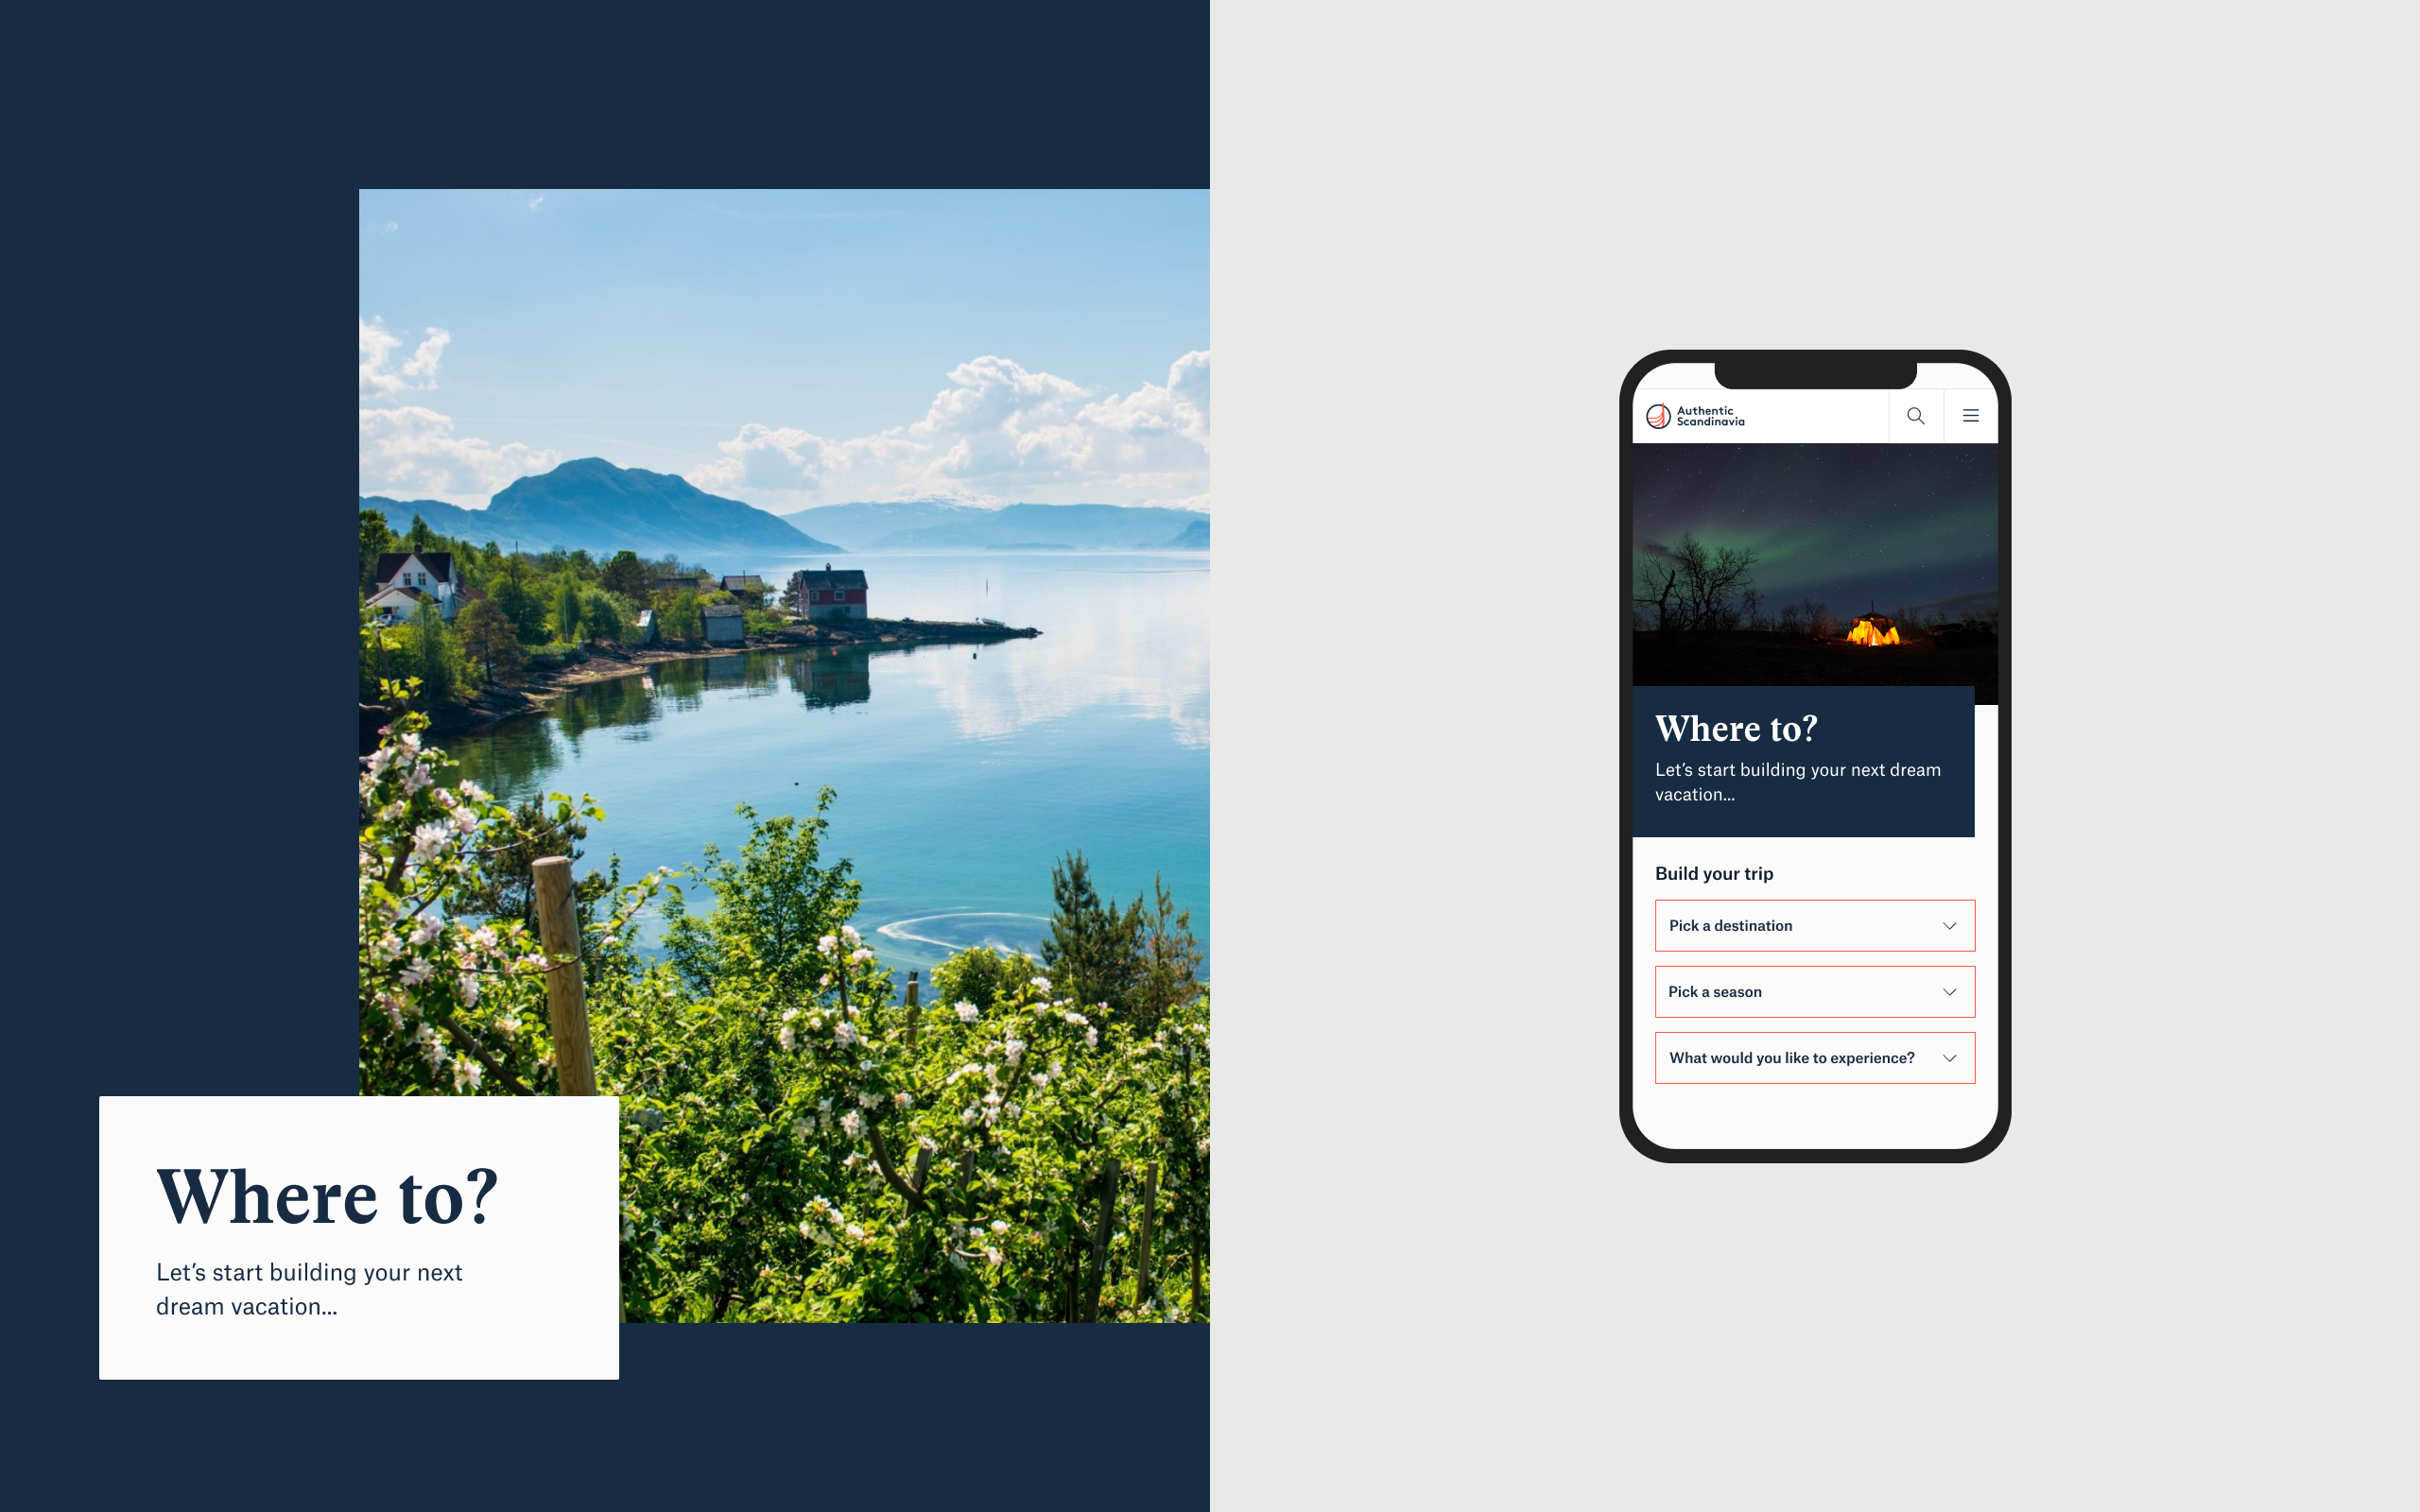 Where to?
Let’s start building your next
dream vacation...
Authentic
Scandinavia
Where to?
Let’s start building your next dream
vacation...
Build your trip
Pick a destination
Pick a season
What would you like to experience?